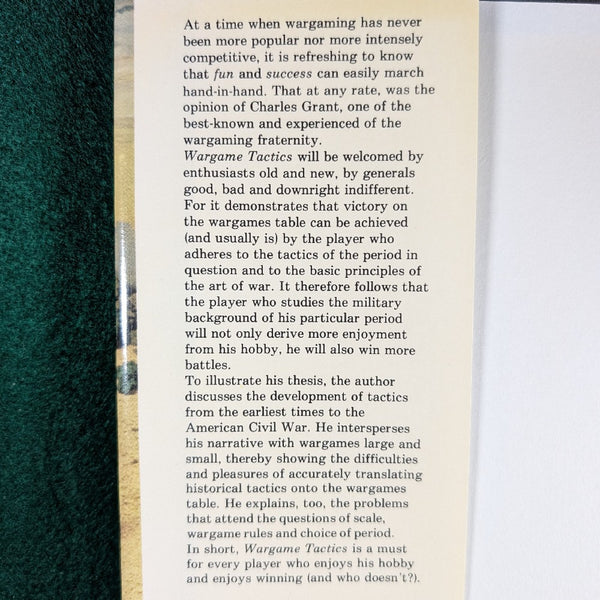 At a time when wargaming has never
been more popular nor more intensely
competitive, it is refreshing to know
that fun and success can easily march
hand-in-hand. That at any rate, was the
opinion of Charles Grant, one of the
best-known and experienced of the
wargaming fraternity.
Wargame Tactics will be welcomed by
enthusiasts old and new, by generals
good, bad and downright indifferent.
For it demonstrates that victory on
the wargames table can be achieved
(and usually is) by the player who
adheres to the tactics of the period in
question and to the basic principles of
the art of war. It therefore follows that
the player who studies the military
background of his particular period
will not only derive more enjoyment
from his hobby, he will also win more
battles.
To illustrate his thesis, the author
discusses the development of tactics
from the earliest times to the
American Civil War. He intersperses
his narrative with wargames large and
small, thereby showing the difficulties
and pleasures of accurately translating
historical tactics onto the wargames
table. He explains, too, the problems
that attend the questions of scale,
wargame rules and choice of period.
In short, Wargame Tactics is a must
for every player who enjoys his hobby
and enjoys winning (and who doesn't?).